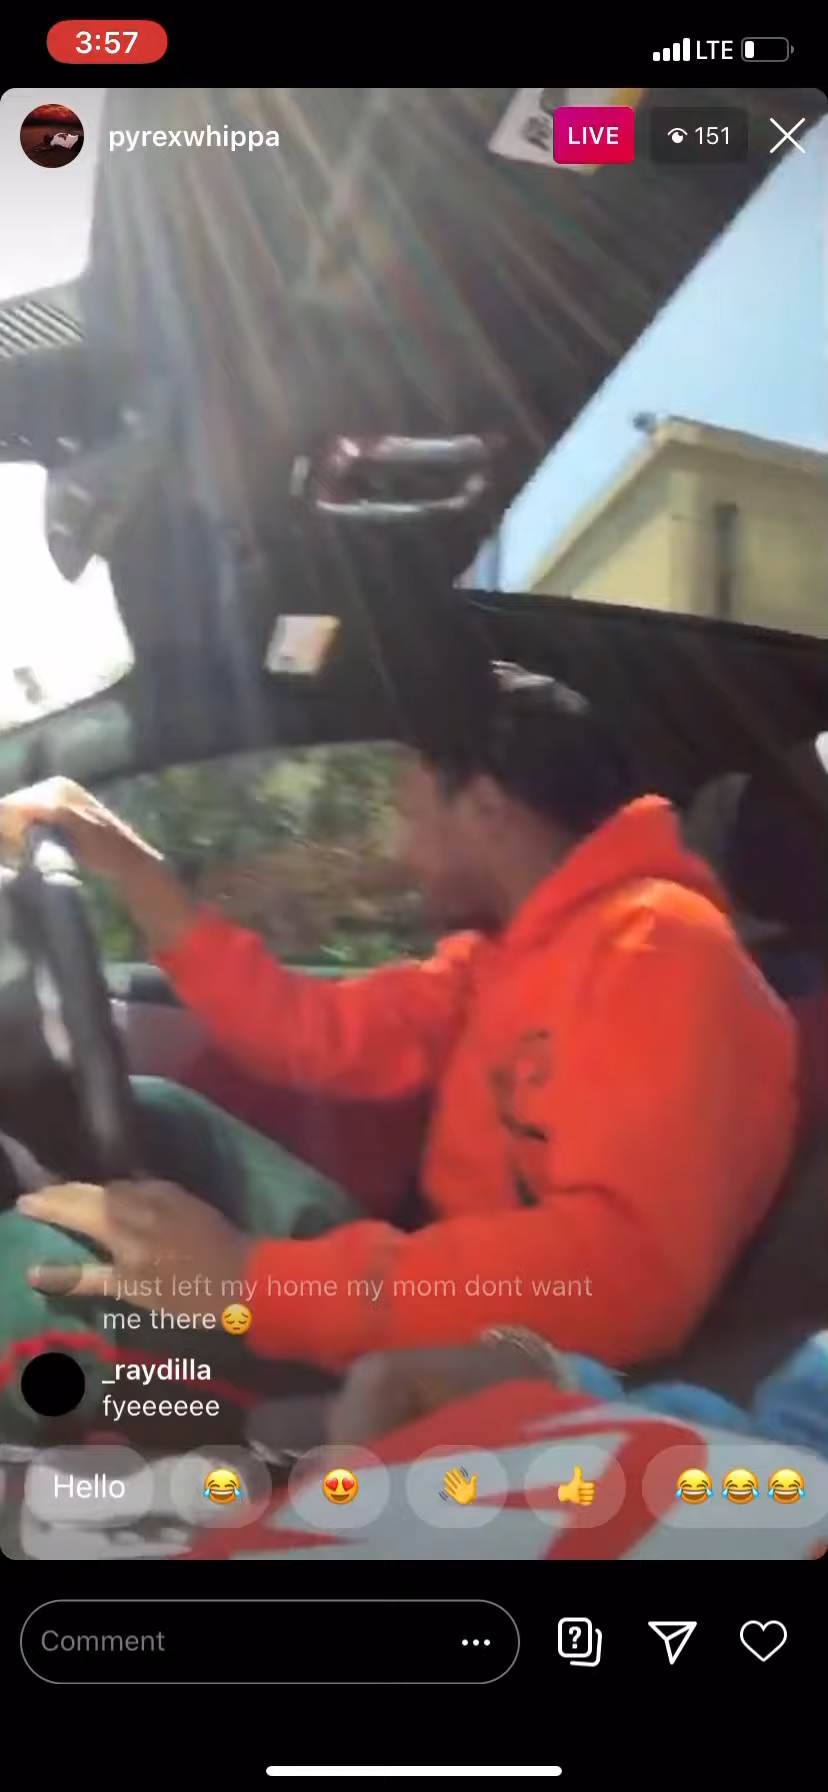 3:57
LTE
pyrexwhippa
LIVE
151
i just left my home my mom dont want
me there😔
_raydilla
fyeeeeee
Hello
😂
😍
👋
👍
😂😂😂
Comment